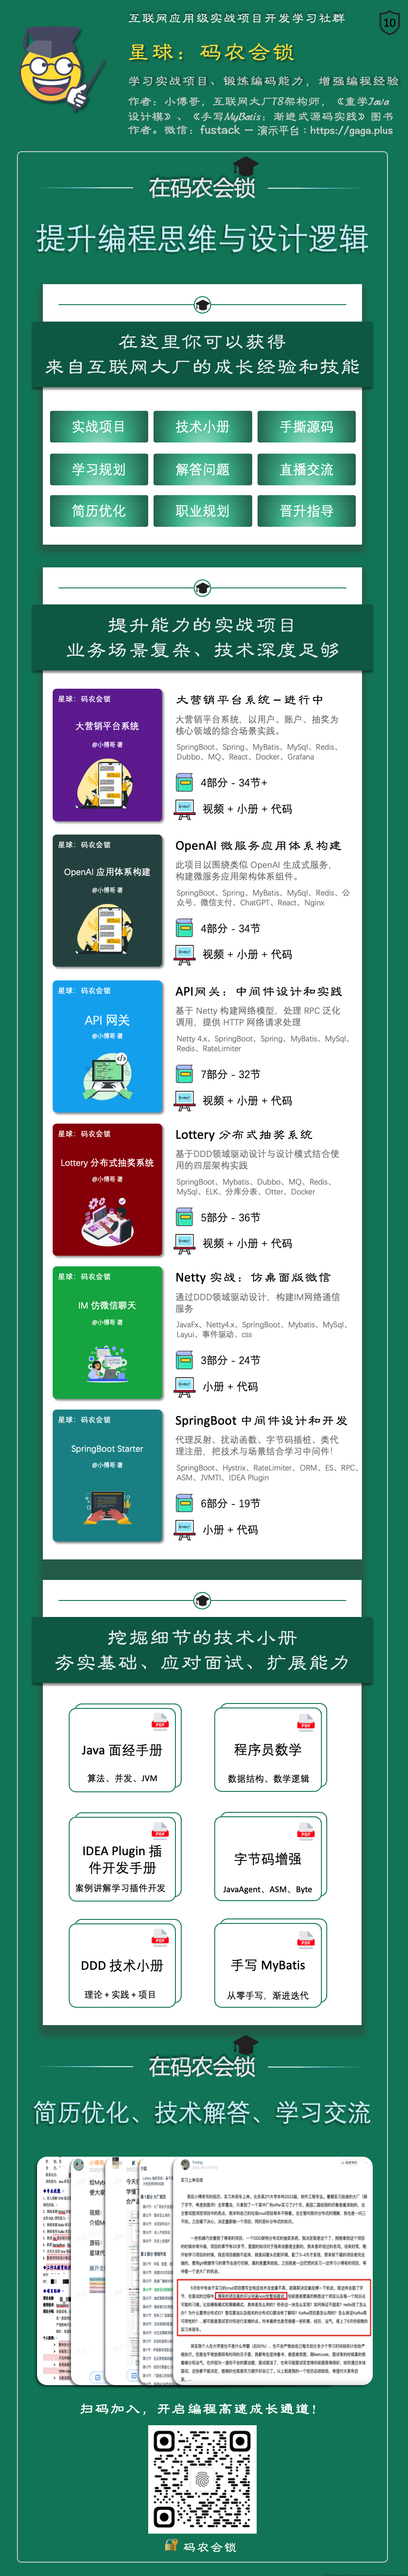 互联网应用级实战项目开发学习社群
10
星球：码农会锁
学习实战项目、锻炼编码能力，增强编程经验
作者：小傅哥，互联网大厂T8架构师，《重学Java
设计模》、《手写MyBatis：渐进式源码实践》图书
作者。微信：fustack — 演示平台：https://gaga.plus
在码农会锁
提升编程思维与设计逻辑
在这里你可以获得
来自互联网大厂的成长经验和技能
实战项目 技术小册 手撕源码
学习规划 解答问题 直播交流
简历优化 职业规划 晋升指导
提升能力的实战项目
业务场景复杂、技术深度足够
星球：码农会锁
大营销平台系统
@小傅哥 著
大营销平台系统 – 进行中
大营销平台系统，以用户、账户、抽奖为
核心领域的综合场景实践。
SpringBoot、Spring、MyBatis、MySql、Redis、
Dubbo、MQ、React、Docker、Grafana
4部分 - 34节+
视频 + 小册 + 代码
星球：码农会锁
OpenAI 应用体系构建
@小傅哥 著
OpenAI 微服务应用体系构建
此项目以围绕类似 OpenAI 生成式服务，
构建微服务应用架构体系组件。
SpringBoot、Spring、MyBatis、MySql、Redis、公
众号、微信支付、ChatGPT、React、Nginx
4部分 - 34节
视频 + 小册 + 代码
星球：码农会锁
API 网关
@小傅哥 著
API网关：中间件设计和实践
基于 Netty 构建网络模型，处理 RPC 泛化
调用，提供 HTTP 网络请求处理
Netty 4.x、SpringBoot、Spring、MyBatis、MySql、
Redis、RateLimiter
7部分 - 32节
视频 + 小册 + 代码
星球：码农会锁
Lottery 分布式抽奖系统
@小傅哥 著
Lottery 分布式抽奖系统
基于DDD领域驱动设计与设计模式结合使
用的四层架构实践
SpringBoot、Mybatis、Dubbo、MQ、Redis、
MySql、ELK、分库分表、Otter、Docker
5部分 - 36节
视频 + 小册 + 代码
星球：码农会锁
IM 仿微信聊天
@小傅哥 著
Netty 实战：仿桌面版微信
通过DDD领域驱动设计，构建IM网络通信
服务
JavaFx、Netty4.x、SpringBoot、Mybatis、MySql、
Layui、事件驱动、css
3部分 - 24节
小册 + 代码
星球：码农会锁
SpringBoot Starter
@小傅哥 著
SpringBoot 中间件设计和开发
代理反射、扰动函数、字节码插桩、类代
理注册，把技术与场景结合学习中间件！
SpringBoot、Hystrix、RateLimiter、ORM、ES、RPC、
ASM、JVMTI、IDEA Plugin
6部分 - 19节
小册 + 代码
挖掘细节的技术小册
夯实基础、应对面试、扩展能力
PDF
Java 面经手册
算法、并发、JVM
PDF
程序员数学
数据结构、数学逻辑
PDF
IDEA Plugin 插
件开发手册
案例讲解学习插件开发
PDF
字节码增强
JavaAgent、ASM、Byte
PDF
DDD 技术小册
理论 + 实践 + 项目
PDF
手写 MyBatis
从零手写，渐进迭代
在码农会锁
简历优化、技术解答、学习交流
扫码加入，开启编程高速成长通道！
码农会锁